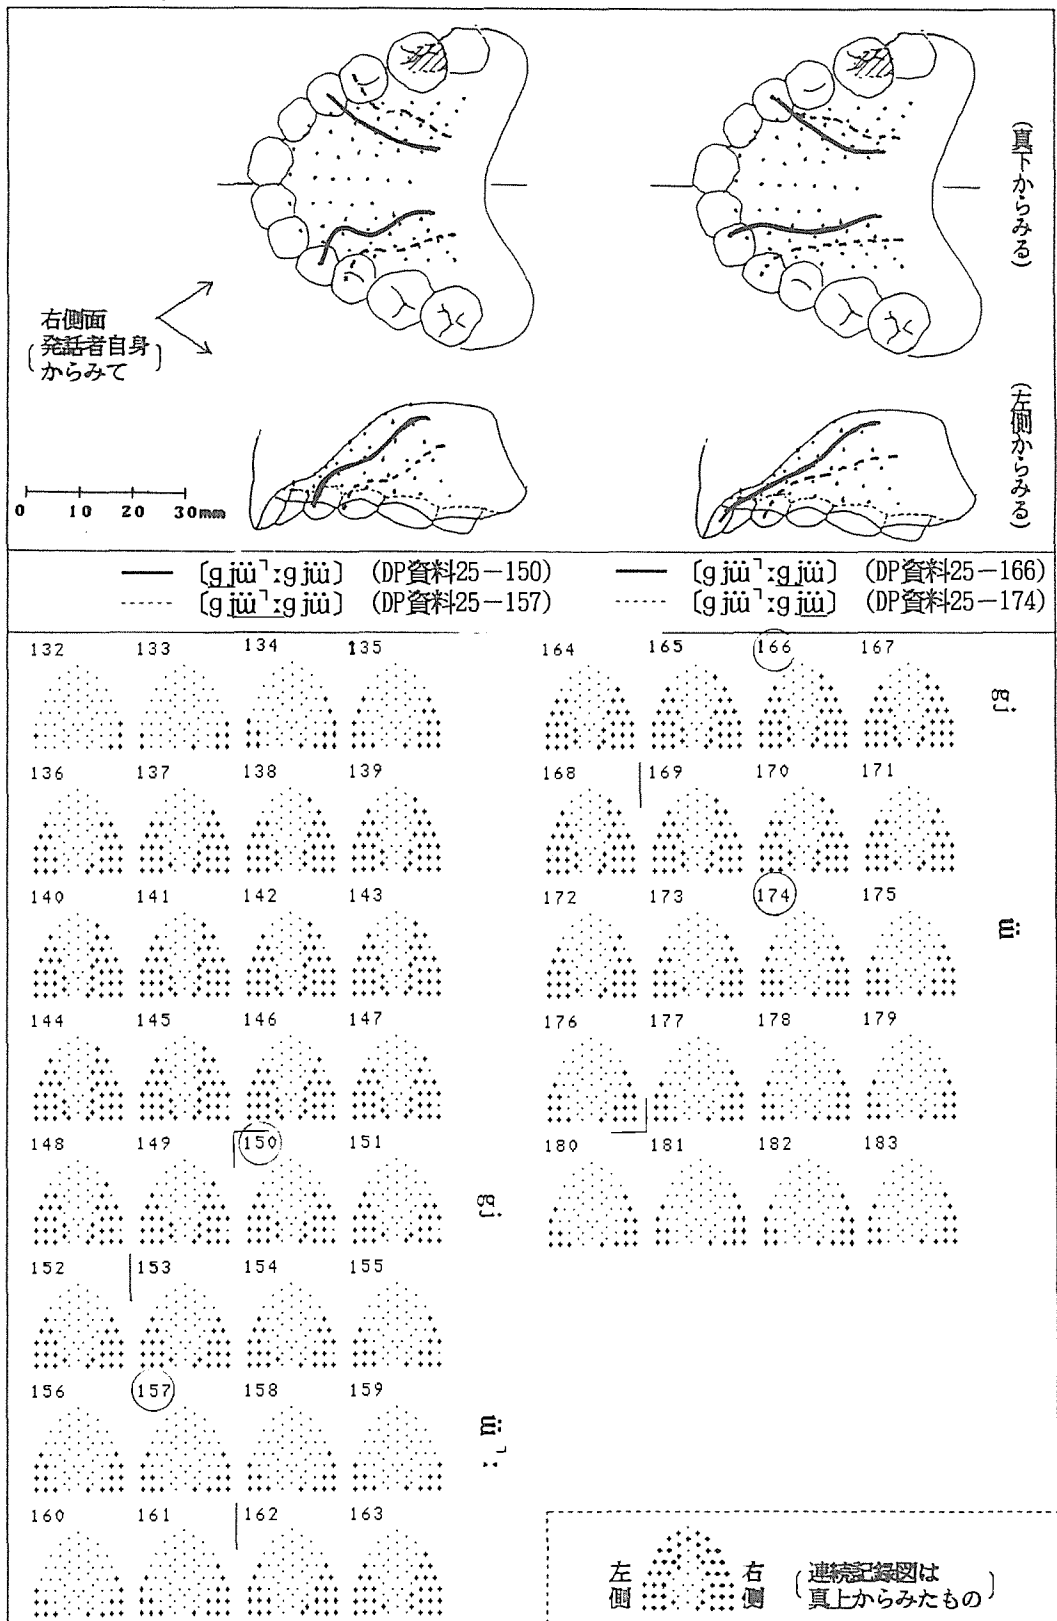 (真下からみる)
右側面
(発話者自身)
からみて
(左側からみる)
0 10 20 30mm
[gjɯ̈˺ːgjɯ̈] (DP資料25-150) [gjɯ̈˺ːgjɯ̈] (DP資料25-166)
[gjɯ̈˺ːgjɯ̈] (DP資料25-157) [gjɯ̈˺ːgjɯ̈] (DP資料25-174)
132 133 134 135 164 165 166 167
gj
136 137 138 139 168 169 170 171
140 141 142 143 172 173 174 175
ɯ̈
144 145 146 147 176 177 178 179
148 149 150 151 180 181 182 183
gj
152 153 154 155
156 157 158 159
ɯ̈˺ː
160 161 162 163
左側 右側 (連続記録図は
真上からみたもの)